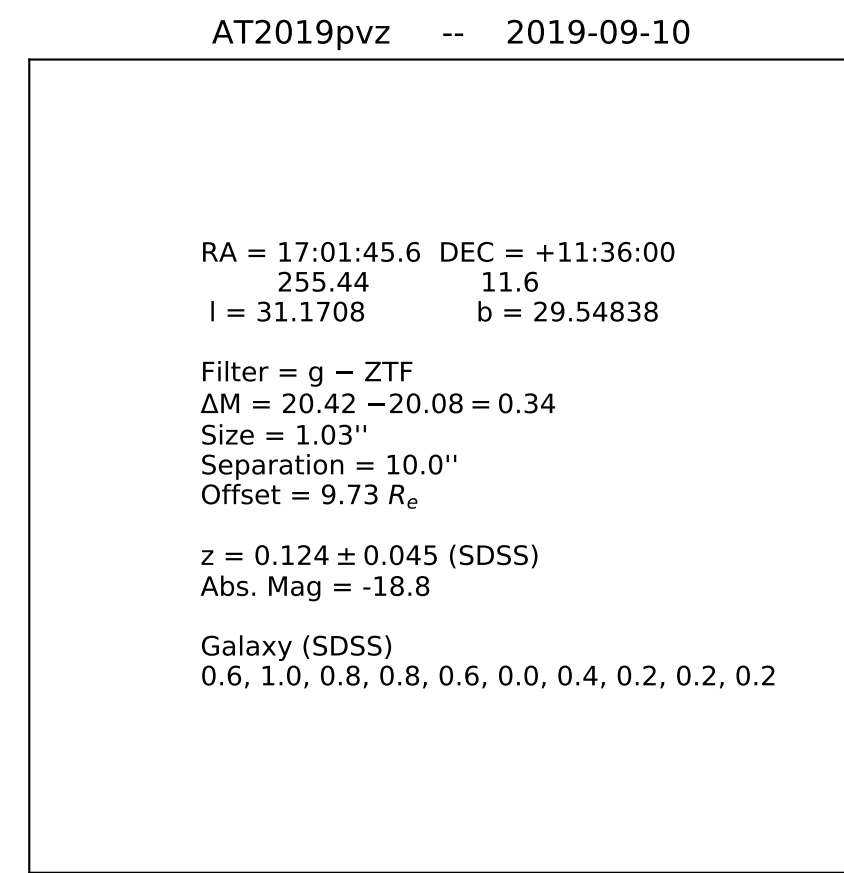 AT2019pvz -- 2019-09-10
RA = 17:01:45.6 DEC = +11:36:00
255.44 11.6
l = 31.1708 b = 29.54838
Filter = g − ZTF
ΔM = 20.42 −20.08 = 0.34
Size = 1.03''
Separation = 10.0''
Offset = 9.73 Rₑ
z = 0.124 ± 0.045 (SDSS)
Abs. Mag = -18.8
Galaxy (SDSS)
0.6, 1.0, 0.8, 0.8, 0.6, 0.0, 0.4, 0.2, 0.2, 0.2